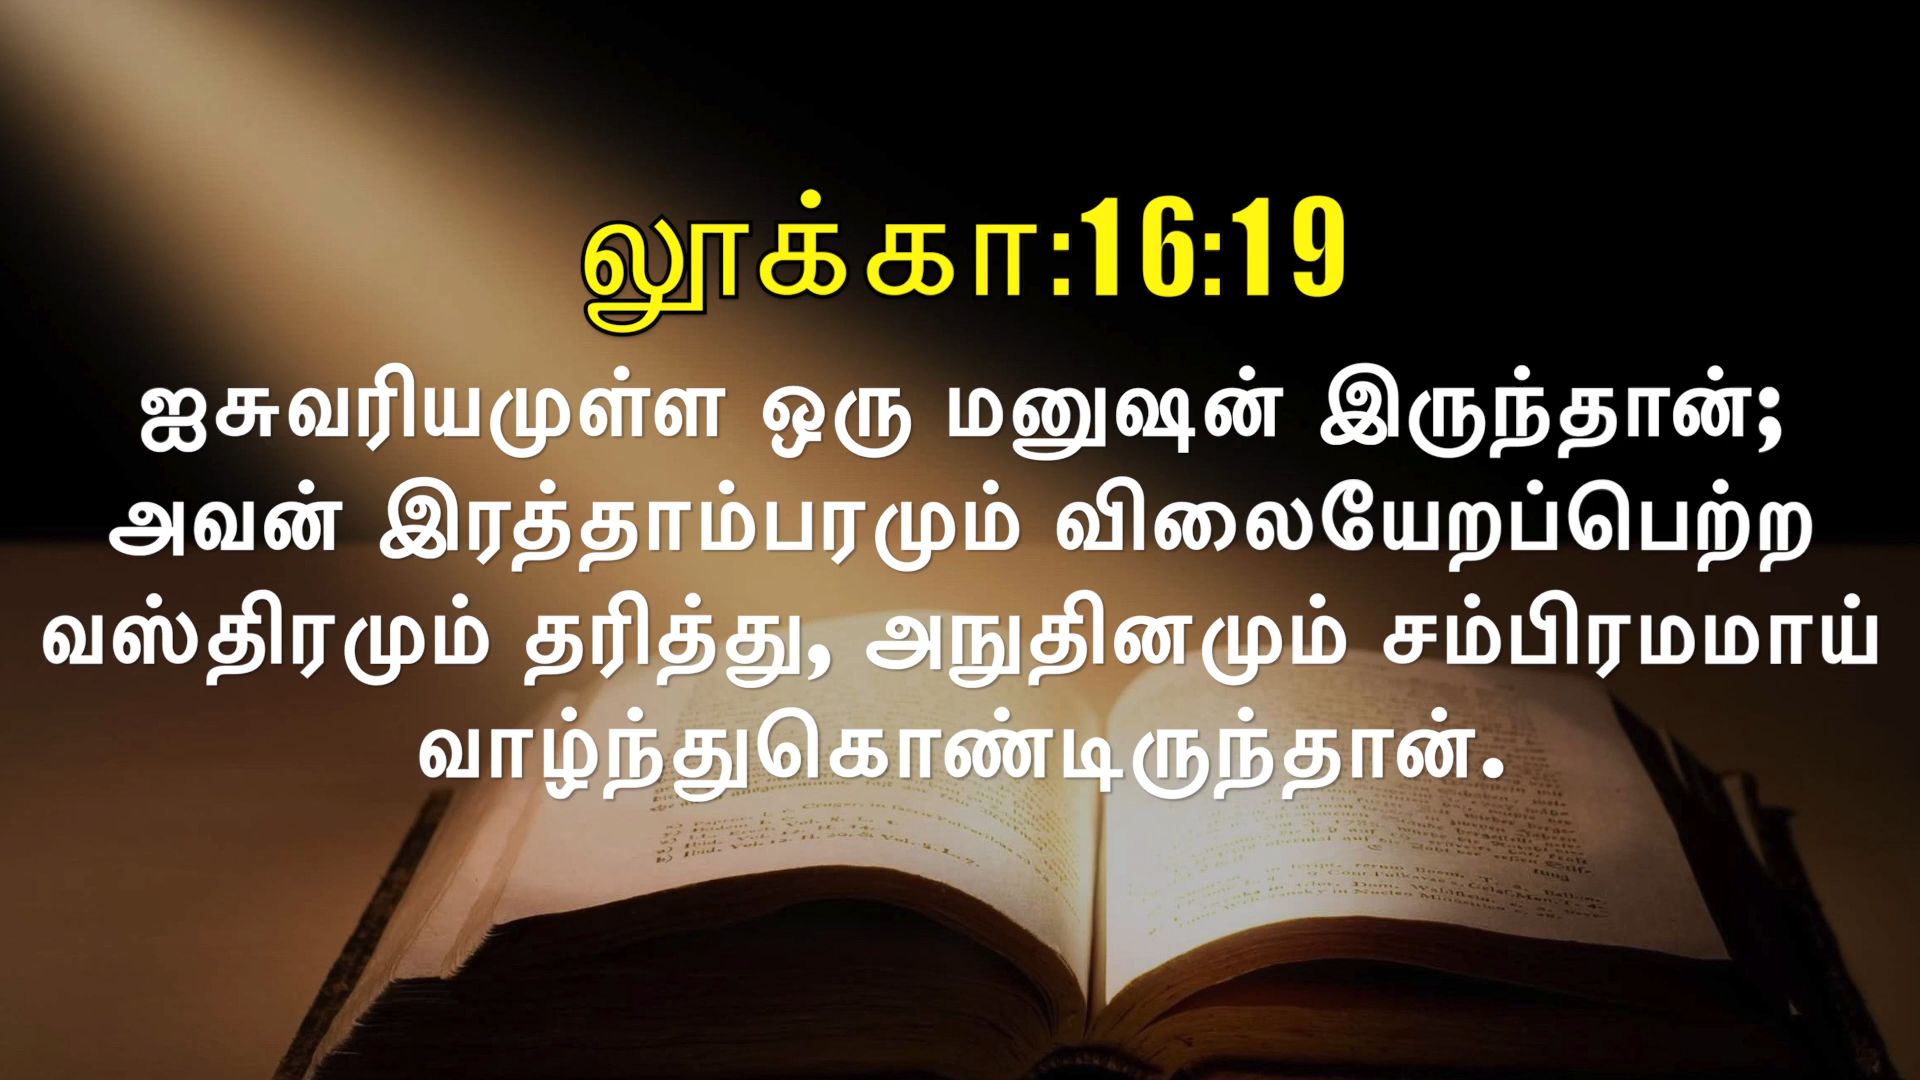 லூக்கா:16:19
ஐசுவரியமுள்ள ஒரு மனுஷன் இருந்தான்;
அவன் இரத்தாம்பரமும் விலையேறப்பெற்ற
வஸ்திரமும் தரித்து, அநுதினமும் சம்பிரமமாய்
வாழ்ந்துகொண்டிருந்தான்.